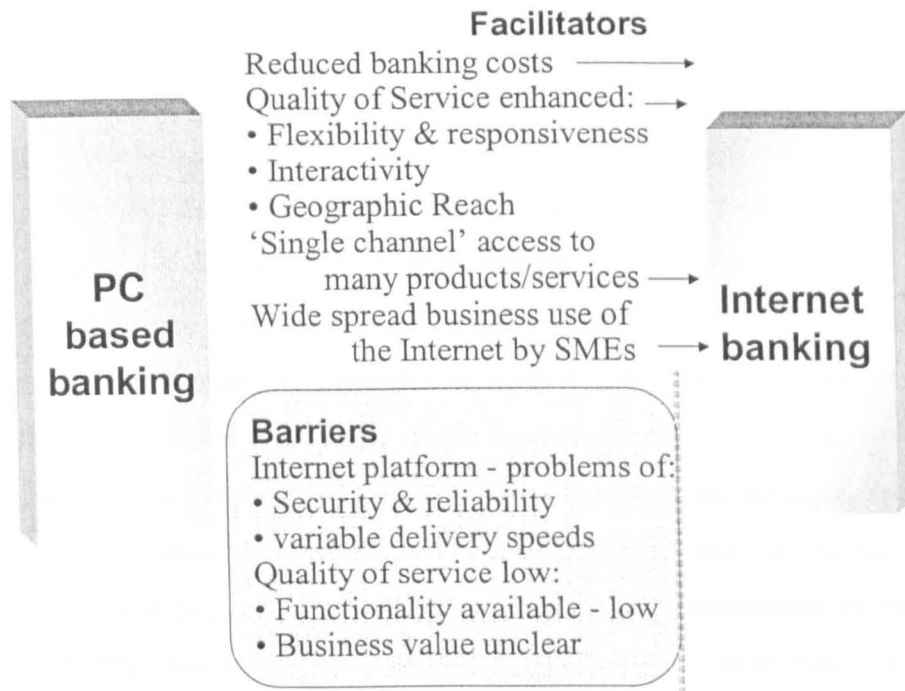 Facilitators
Reduced banking costs
Quality of Service enhanced:
• Flexibility & responsiveness
• Interactivity
• Geographic Reach
‘Single channel’ access to
many products/services
Wide spread business use of
the Internet by SMEs
PC
based
banking
Internet
banking
Barriers
Internet platform - problems of:
• Security & reliability
• variable delivery speeds
Quality of service low:
• Functionality available - low
• Business value unclear